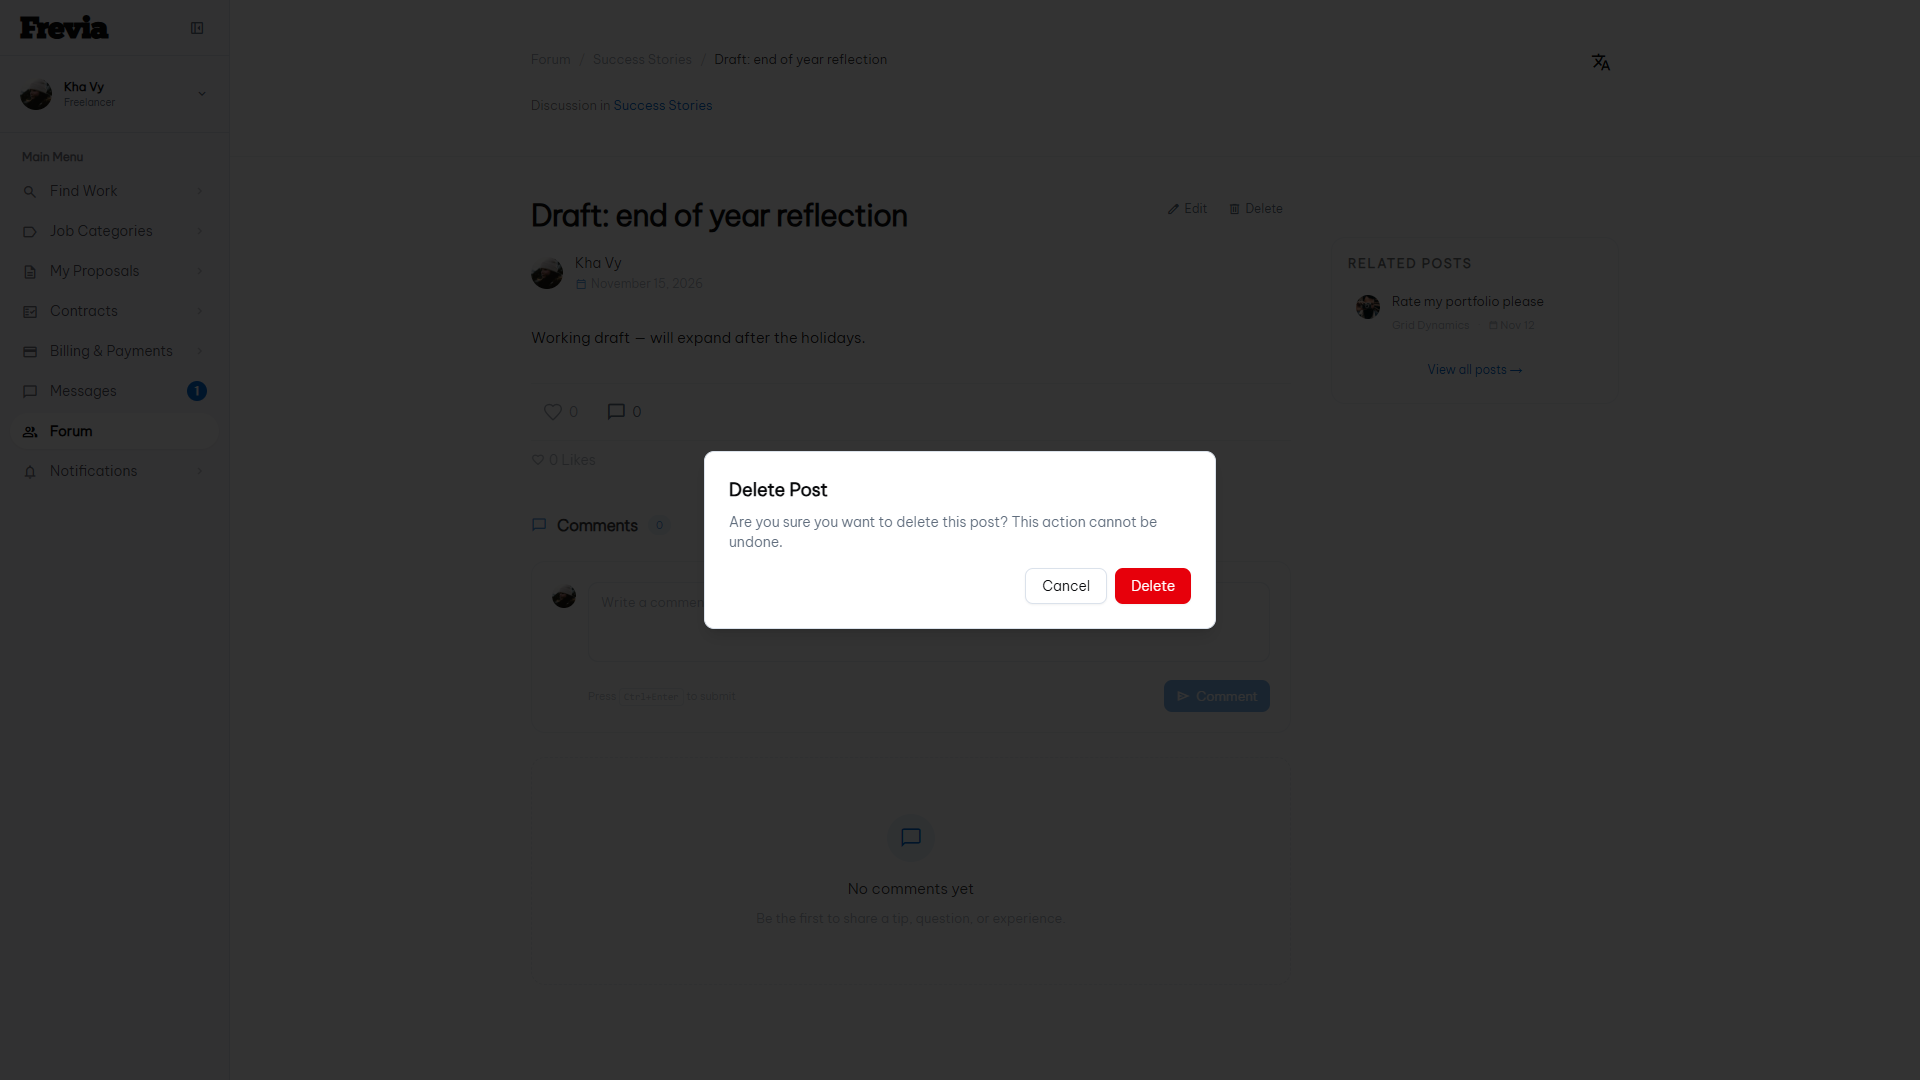 Frevia
Kha Vy
Freelancer
Main Menu
Find Work
Job Categories
My Proposals
Contracts
Billing & Payments
Messages
1
Forum
Notifications
Forum / Success Stories / Draft: end of year reflection
Discussion in Success Stories
Draft: end of year reflection
Edit
Delete
Kha Vy
November 15, 2026
Working draft — will expand after the holidays.
0
0
0 Likes
Comments 0
Write a commen
Press Ctrl+Enter to submit
Comment
No comments yet
Be the first to share a tip, question, or experience.
RELATED POSTS
Rate my portfolio please
Grid Dynamics
Nov 12
View all posts →
Delete Post
Are you sure you want to delete this post? This action cannot be
undone.
Cancel
Delete